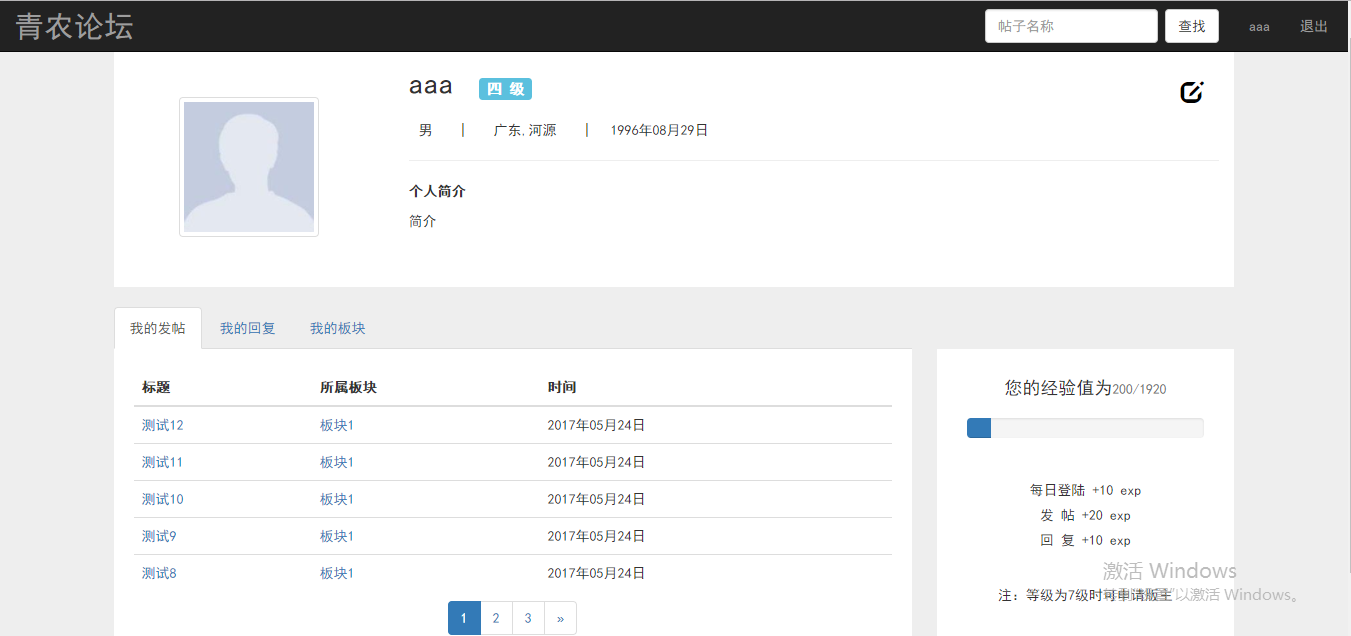 青农论坛 帖子名称 查找 aaa 退出
aaa 四 级
男 | 广东,河源 | 1996年08月29日
个人简介
简介
我的发帖 我的回复 我的板块
标题 所属板块 时间
测试12 板块1 2017年05月24日
测试11 板块1 2017年05月24日
测试10 板块1 2017年05月24日
测试9 板块1 2017年05月24日
测试8 板块1 2017年05月24日
1 2 3 »
您的经验值为200/1920
每日登陆 +10 exp
发 帖 +20 exp
回 复 +10 exp
注：等级为7级时可申请版主
激活 Windows
以激活 Windows。